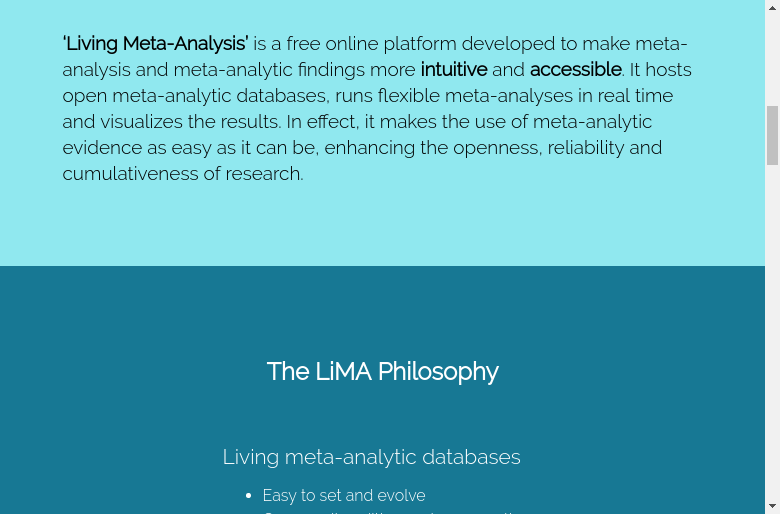 ‘Living Meta-Analysis’ is a free online platform developed to make meta-
analysis and meta-analytic findings more intuitive and accessible. It hosts
open meta-analytic databases, runs flexible meta-analyses in real time
and visualizes the results. In effect, it makes the use of meta-analytic
evidence as easy as it can be, enhancing the openness, reliability and
cumulativeness of research.
The LiMA Philosophy
Living meta-analytic databases
• Easy to set and evolve